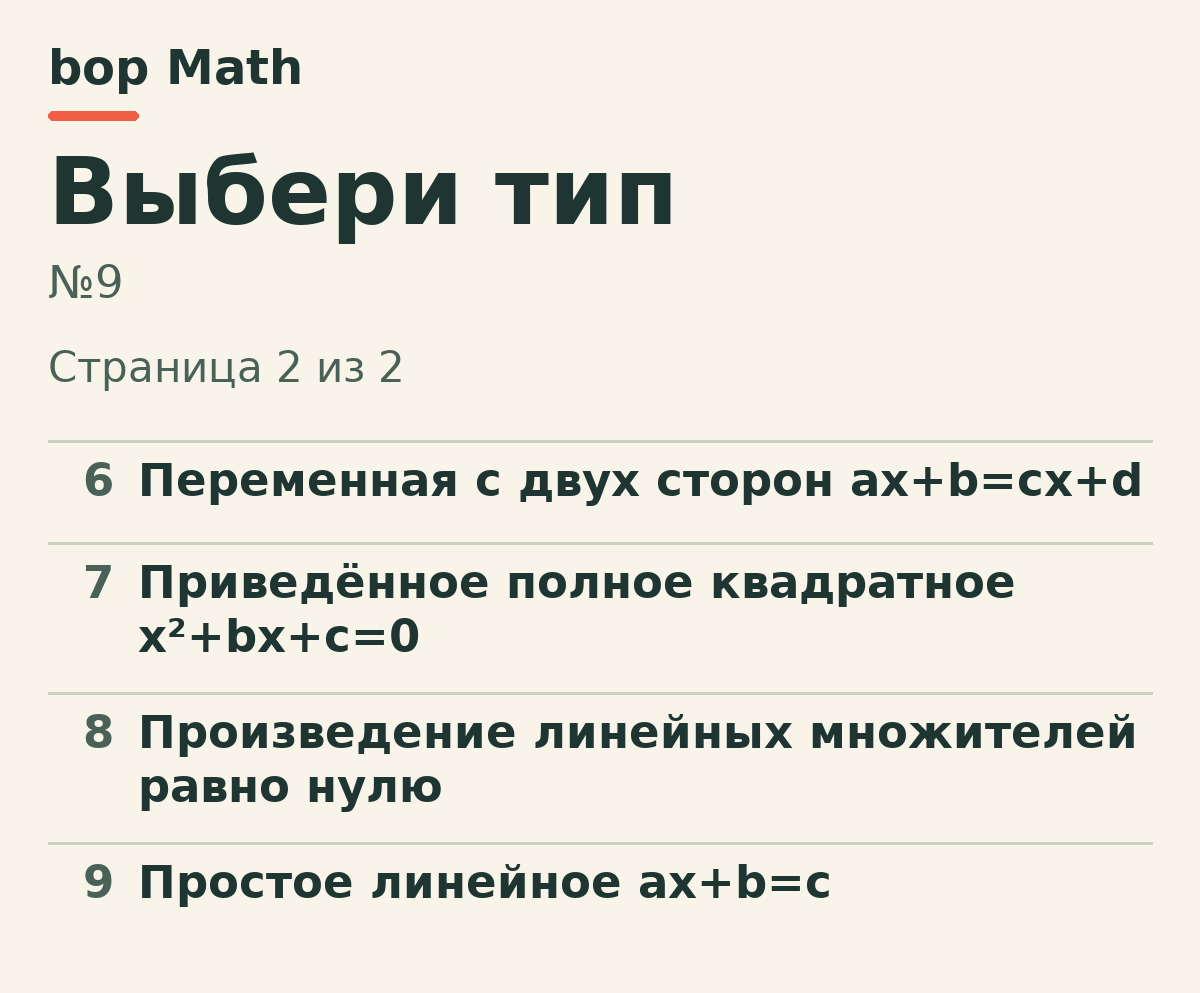 bop Math
Выбери тип
№9
Страница 2 из 2
6 Переменная с двух сторон ax+b=cx+d
7 Приведённое полное квадратное
x²+bx+c=0
8 Произведение линейных множителей
равно нулю
9 Простое линейное ax+b=c